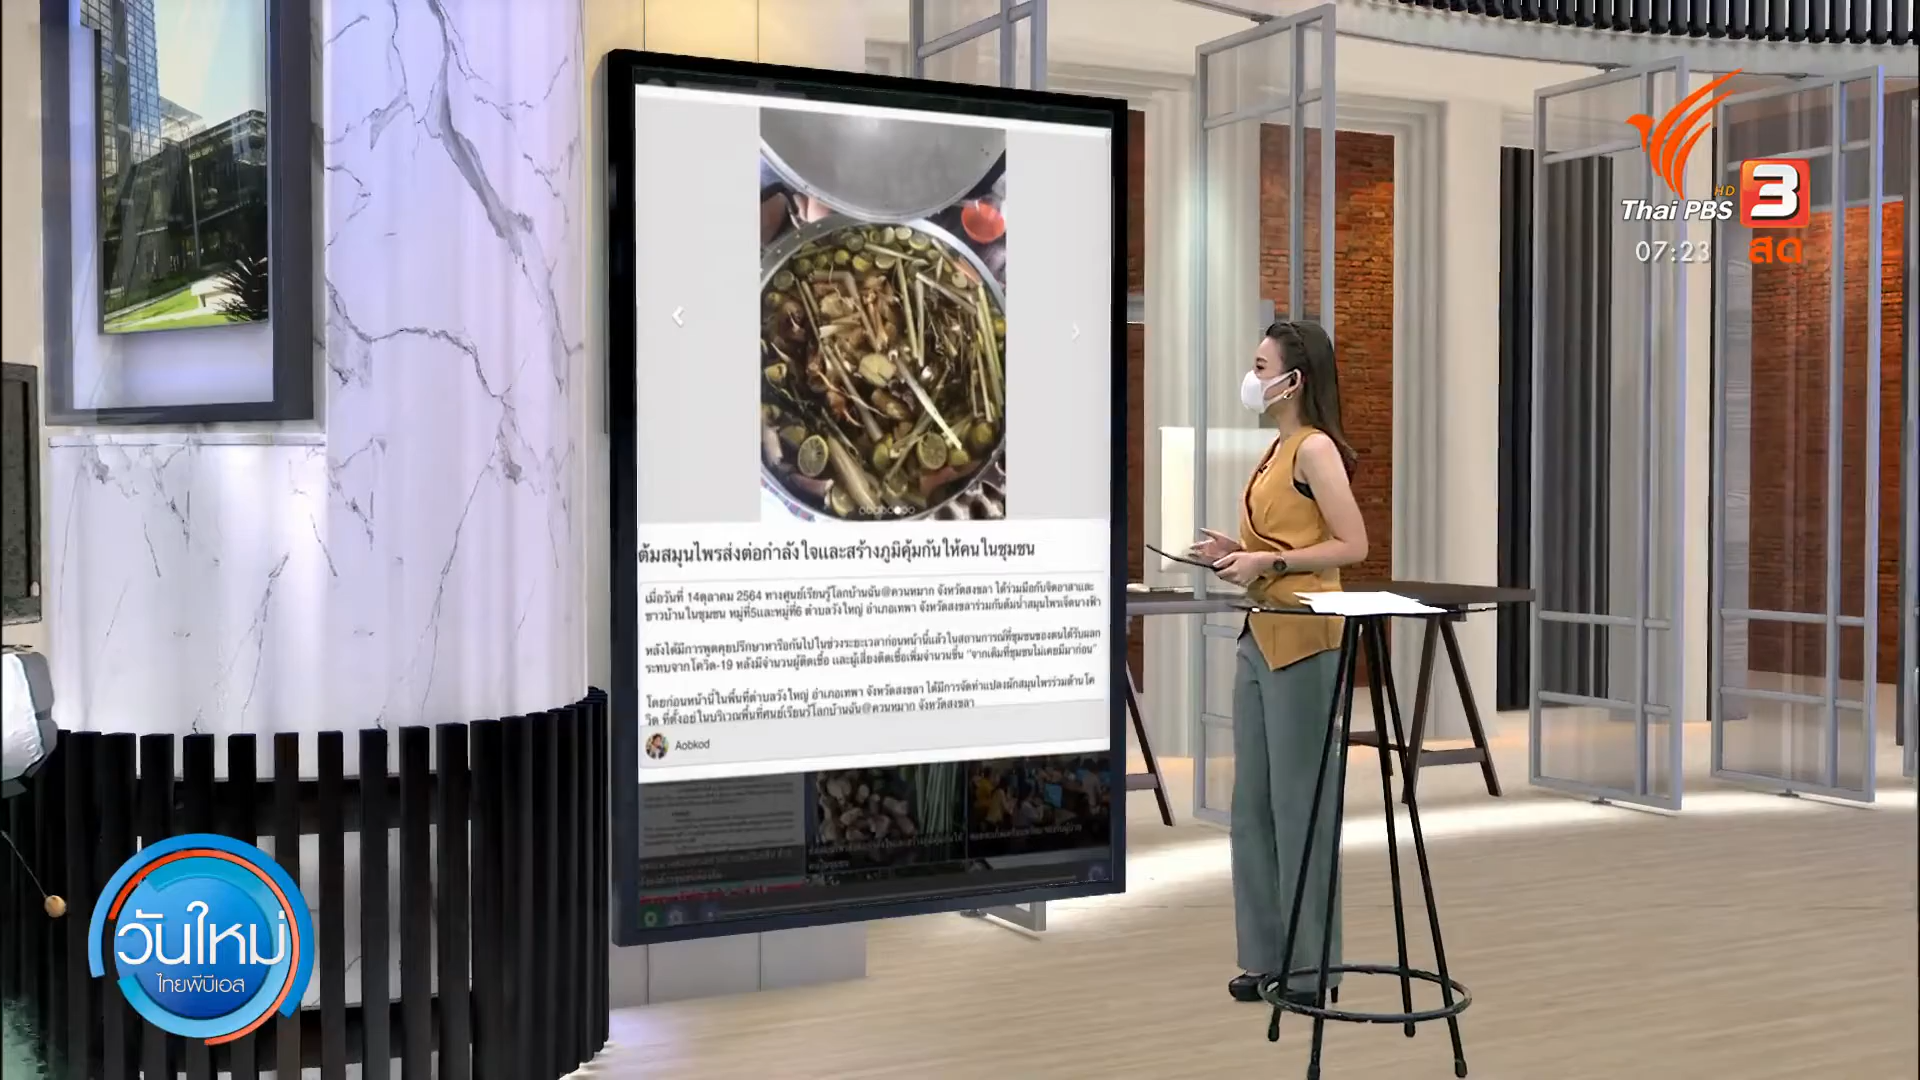 HD
Thai PBS 3
07:23 สด
ต้มสมุนไพรส่งต่อกำลังใจและสร้างภูมิคุ้มกันให้คนในชุมชน
เมื่อวันที่ 14ตุลาคม 2564 ทางศูนย์เรียนรู้โลกบ้านฉัน@ควนหมาก จังหวัดสงขลา ได้ร่วมมือกับจิตอาสาและ
ชาวบ้านในชุมชน หมู่ที่5และหมู่ที่6 ตำบลวังใหญ่ อำเภอเทพา จังหวัดสงขลาร่วมกันต้มน้ำสมุนไพรเจ็ดนางฟ้า
หลังได้มีการพูดคุยปรึกษาหารือกันไปในช่วงระยะเวลาก่อนหน้านี้แล้วในสถานการณ์ที่ชุมชนของตนได้รับผลก
ระทบจากโควิด-19 หลังมีจำนวนผู้ติดเชื้อ และผู้เสี่ยงติดเชื้อเพิ่มจำนวนขึ้น "จากเดิมที่ชุมชนไม่เคยมีมาก่อน"
โดยก่อนหน้านี้ในพื้นที่ตำบลวังใหญ่ อำเภอเทพา จังหวัดสงขลา ได้มีการจัดทำแปลงผักสมุนไพรร่วมต้านโค
วิด ที่ตั้งอยู่ในบริเวณพื้นที่ศูนย์เรียนรู้โลกบ้านฉัน@ควนหมาก จังหวัดสงขลา
Aobkod
วันใหม่
ไทยพีบีเอส